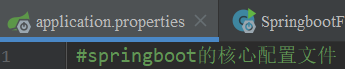 application.properties × SpringbootF
1 #springboot的核心配置文件